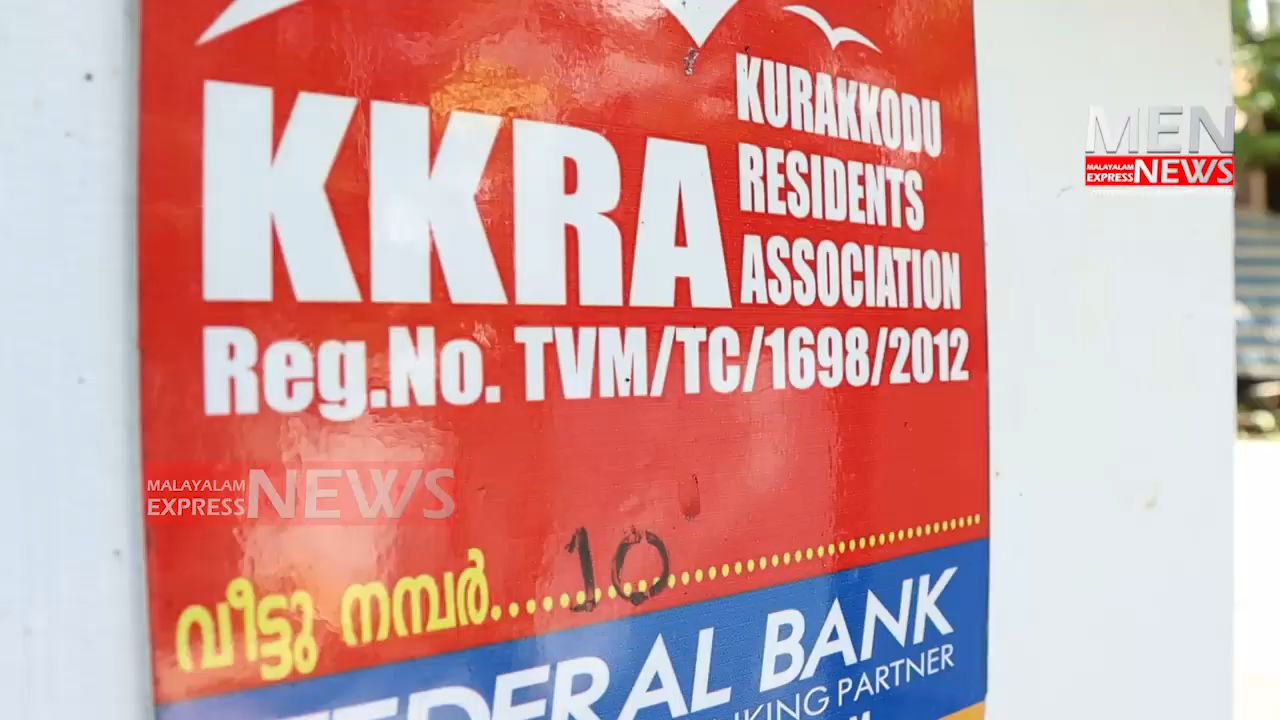 KKRA
KURAKKODU
RESIDENTS
ASSOCIATION
Reg.No. TVM/TC/1698/2012
വീട്ടു നമ്പർ....10....
FEDERAL BANK
PARTNER
MEN
MALAYALAM
EXPRESS NEWS
MALAYALAM
EXPRESS NEWS